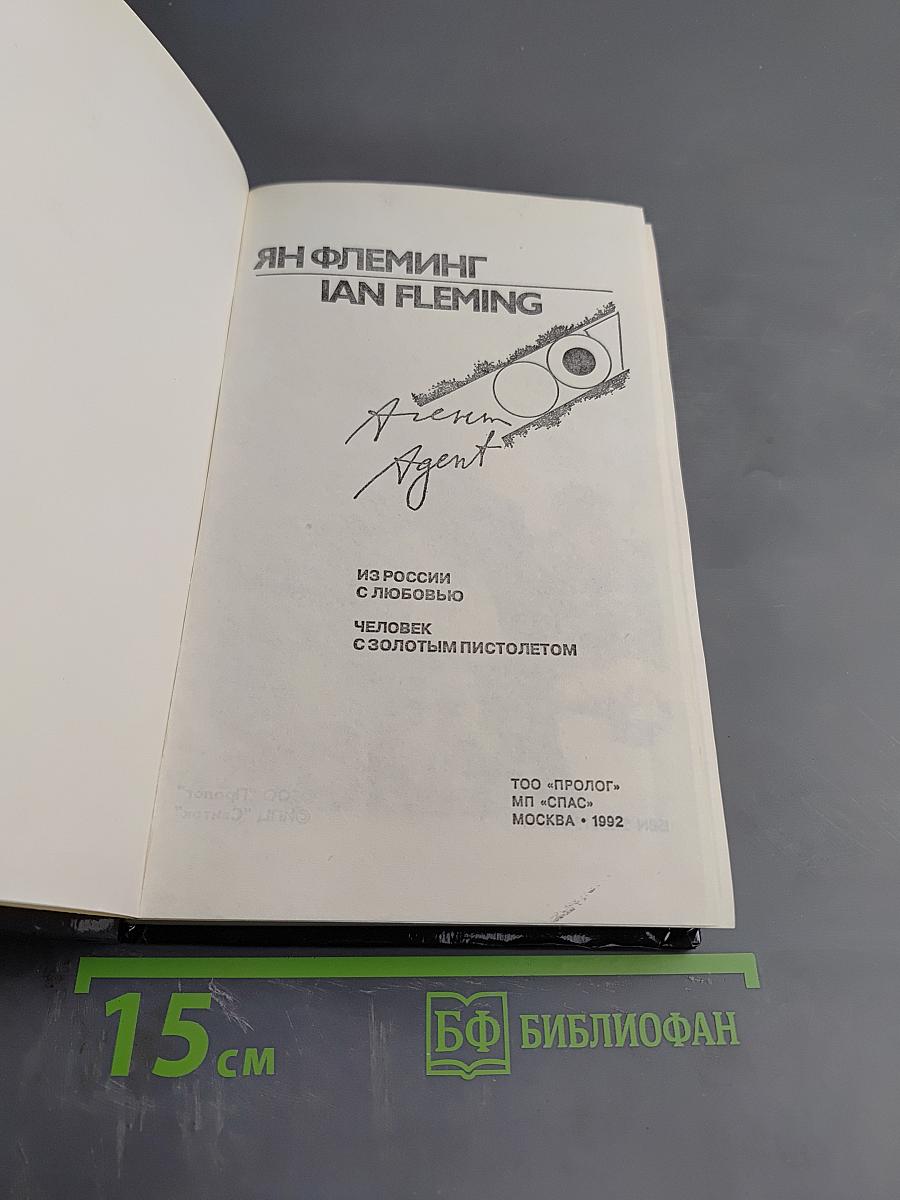 ЯН ФЛЕМИНГ
IAN FLEMING
007
Агент
Agent
ИЗ РОССИИ
С ЛЮБОВЬЮ
ЧЕЛОВЕК
С ЗОЛОТЫМ ПИСТОЛЕТОМ
ТОО «ПРОЛОГ»
МП «СПАС»
МОСКВА • 1992
15 см
БФ БИБЛИОФАН